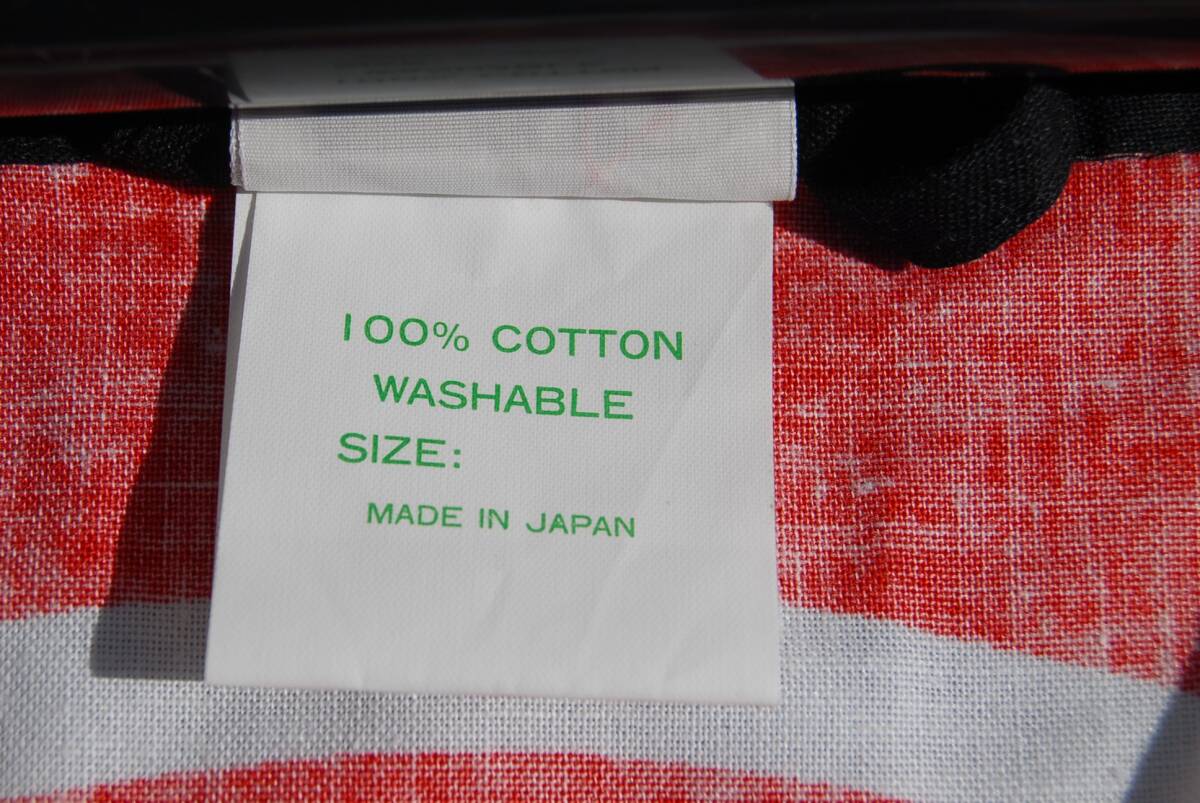 100% COTTON
WASHABLE
SIZE:
MADE IN JAPAN